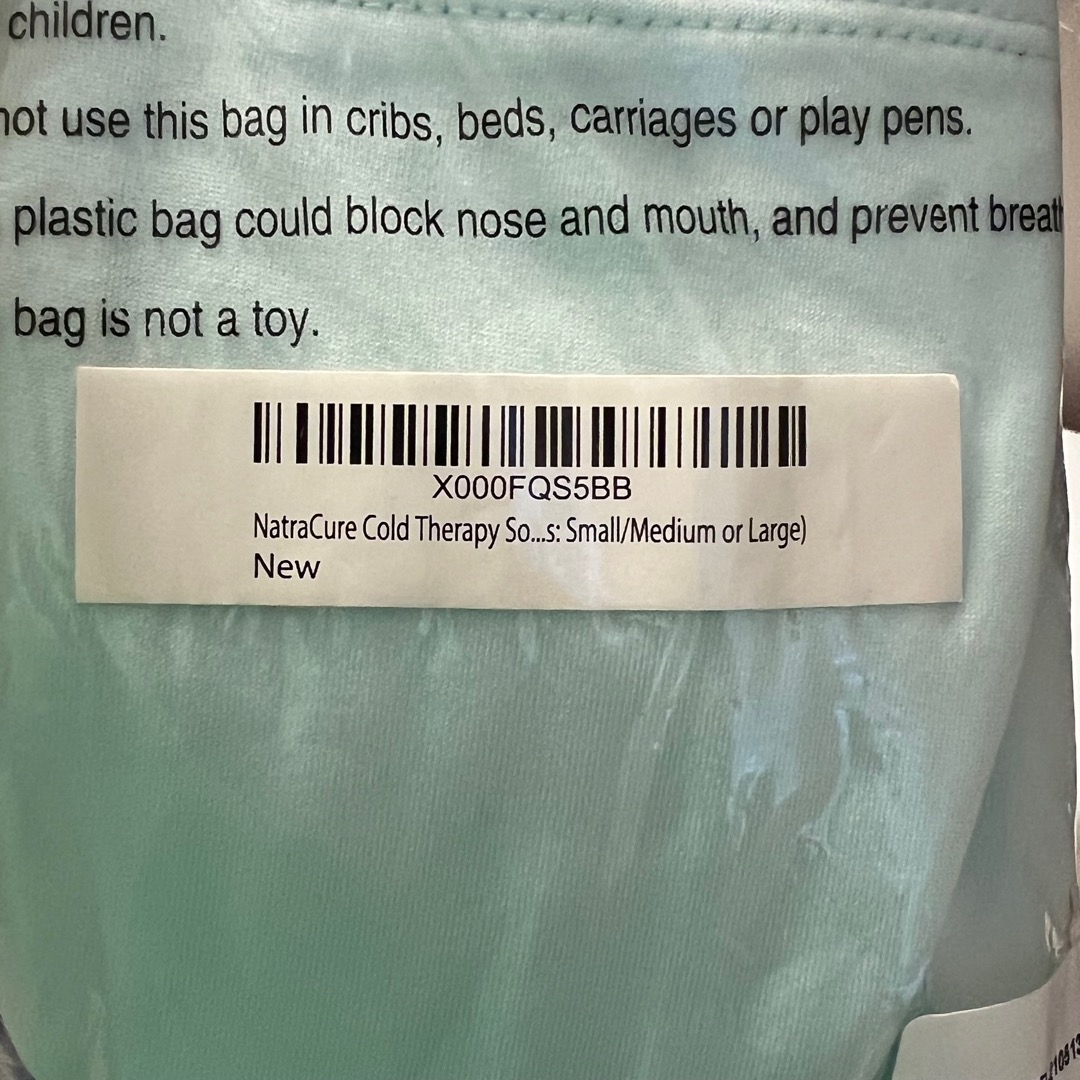 children.
not use this bag in cribs, beds, carriages or play pens.
plastic bag could block nose and mouth, and prevent breath
bag is not a toy.
X000FQS5BB
NatraCure Cold Therapy So...s: Small/Medium or Large)
New